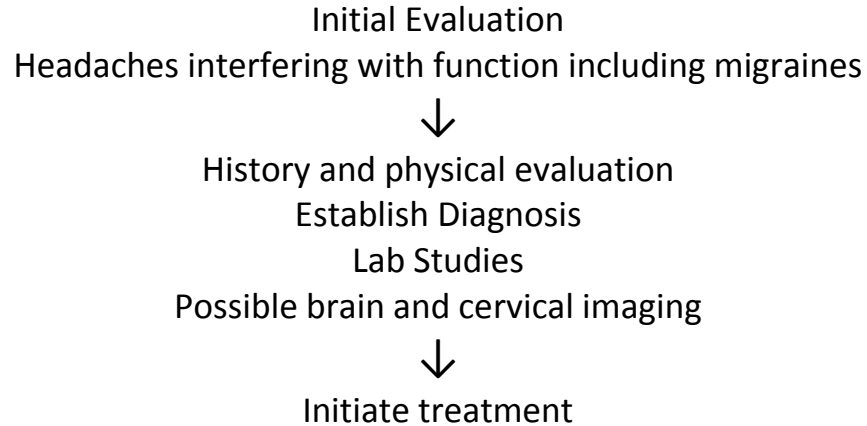 Initial Evaluation
Headaches interfering with function including migraines
↓
History and physical evaluation
Establish Diagnosis
Lab Studies
Possible brain and cervical imaging
↓
Initiate treatment